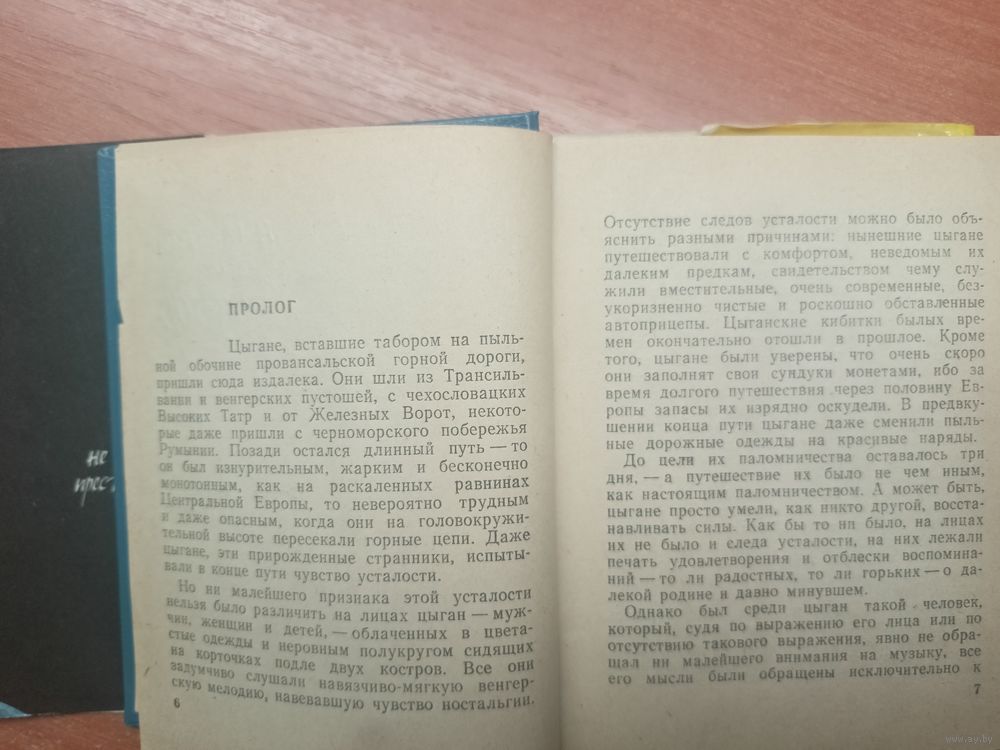 не
прес
ПРОЛОГ
Цыгане, вставшие табором на пыль-
ной обочине провансальской горной дороги,
пришли сюда издалека. Они шли из Трансиль-
вании и венгерских пустошей, с чехословацких
Высоких Татр и от Железных Ворот, некото-
рые даже пришли с черноморского побережья
Румынии. Позади остался длинный путь — то
он был изнурительным, жарким и бесконечно
монотонным, как на раскаленных равнинах
Центральной Европы, то невероятно трудным
и даже опасным, когда они на головокружи-
тельной высоте пересекали горные цепи. Даже
цыгане, эти прирожденные странники, испыты-
вали в конце пути чувство усталости.
Но ни малейшего признака этой усталости
нельзя было различить на лицах цыган — муж-
чин, женщин и детей, — облаченных в цвета-
стые одежды и неровным полукругом сидящих
на корточках подле двух костров. Все они
задумчиво слушали навязчиво-мягкую венгер-
скую мелодию, навевавшую чувство ностальгии.
6
Отсутствие следов усталости можно было объ-
яснить разными причинами: нынешние цыгане
путешествовали с комфортом, неведомым их
далеким предкам, свидетельством чему слу-
жили вместительные, очень современные, без-
укоризненно чистые и роскошно обставленные
автоприцепы. Цыганские кибитки былых вре-
мен окончательно отошли в прошлое. Кроме
того, цыгане были уверены, что очень скоро
они заполнят свои сундуки монетами, ибо за
время долгого путешествия через половину Ев-
ропы запасы их изрядно оскудели. В предвку-
шении конца пути цыгане даже сменили пыль-
ные дорожные одежды на красивые наряды.
До цели их паломничества оставалось три
дня, — а путешествие их было не чем иным,
как настоящим паломничеством. А может быть,
цыгане просто умели, как никто другой, восста-
навливать силы. Как бы то ни было, на лицах
их не было и следа усталости, на них лежали
печать удовлетворения и отблески воспомина-
ний — то ли радостных, то ли горьких — о да-
лекой родине и давно минувшем.
Однако был среди цыган такой человек,
который, судя по выражению его лица или по
отсутствию такового выражения, явно не обра-
щал ни малейшего внимания на музыку, все
его мысли были обращены исключительно к
7
www.ay.by